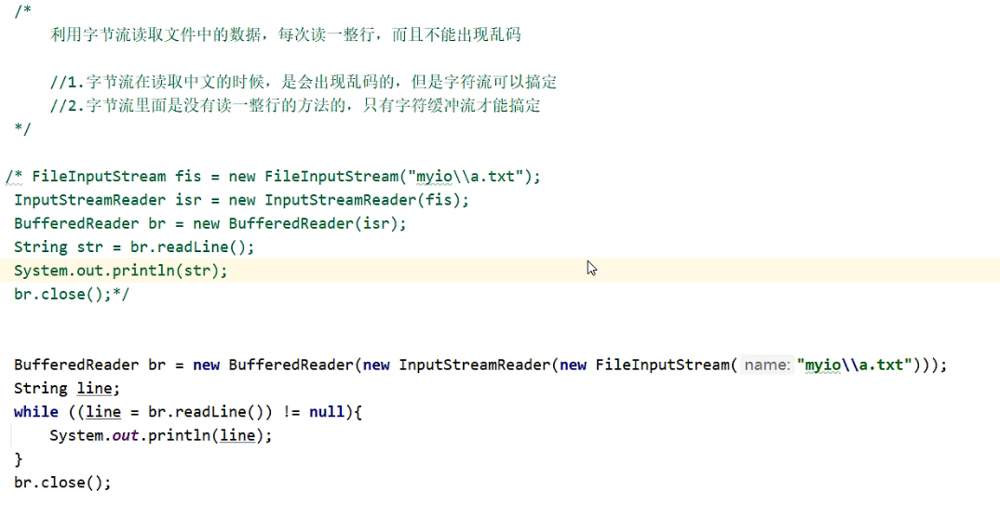 /*
利用字节流读取文件中的数据，每次读一整行，而且不能出现乱码
//1.字节流在读取中文的时候，是会出现乱码的，但是字符流可以搞定
//2.字节流里面是没有读一整行的方法的，只有字符缓冲流才能搞定
*/
/* FileInputStream fis = new FileInputStream("myio\\a.txt");
InputStreamReader isr = new InputStreamReader(fis);
BufferedReader br = new BufferedReader(isr);
String str = br.readLine();
System.out.println(str);
br.close();*/
BufferedReader br = new BufferedReader(new InputStreamReader(new FileInputStream( name: "myio\\a.txt")));
String line;
while ((line = br.readLine()) != null){
System.out.println(line);
}
br.close();